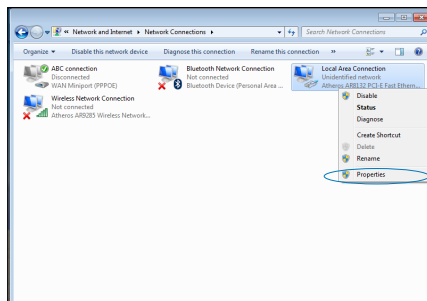 « Network and Internet ▸ Network Connections ▸
Search Network Connections
Organize ▾ Disable this network device Diagnose this connection Rename this connection »
ABC connection
Disconnected
WAN Miniport (PPPOE)
Bluetooth Network Connection
Not connected
Bluetooth Device (Personal Area ...
Local Area Connection
Unidentified network
Atheros AR8132 PCI-E Fast Ethern...
Wireless Network Connection
Not connected
Atheros AR9285 Wireless Network...
Disable
Status
Diagnose
Create Shortcut
Delete
Rename
Properties